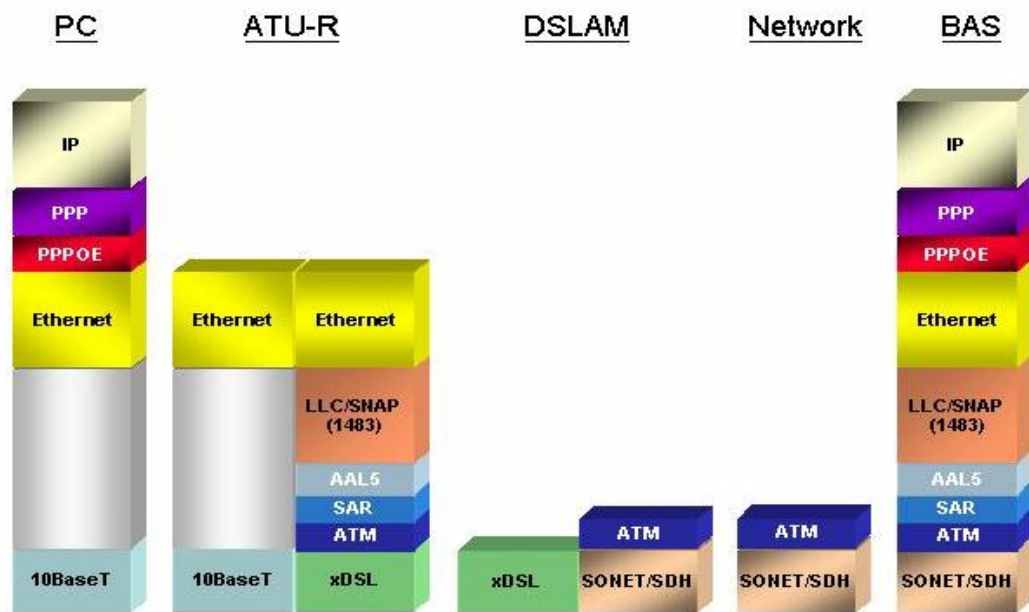 PC
ATU-R
DSLAM
Network
BAS
IP
PPP
PPPOE
Ethernet
10BaseT
Ethernet
10BaseT
Ethernet
LLC/SNAP
(1483)
AAL5
SAR
ATM
xDSL
xDSL
ATM
SONET/SDH
ATM
SONET/SDH
IP
PPP
PPPOE
Ethernet
LLC/SNAP
(1483)
AAL5
SAR
ATM
SONET/SDH